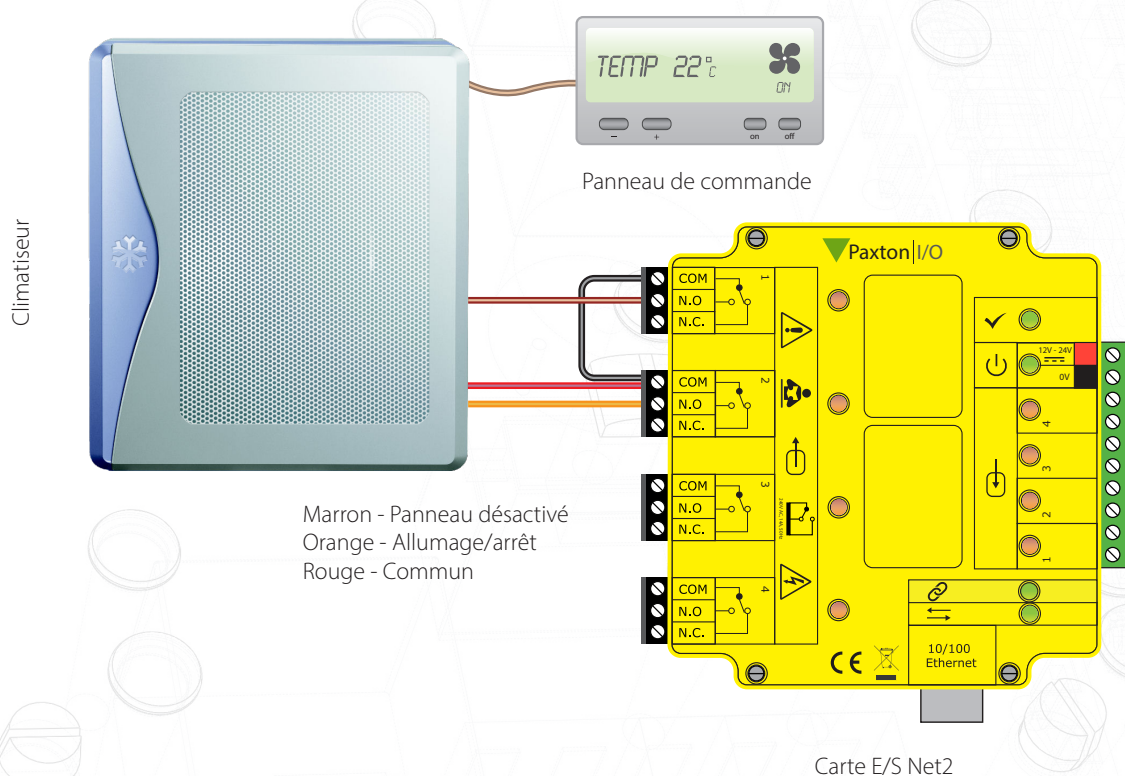 TEMP 22°C
ON
– +
on off
Panneau de commande
Climatiseur
Paxton I/O
COM
N.O
N.C.
1
COM
N.O
N.C.
2
COM
N.O
N.C.
3
COM
N.O
N.C.
4
12V - 24V
0V
4
3
2
1
10/100
Ethernet
CE
Marron - Panneau désactivé
Orange - Allumage/arrêt
Rouge - Commun
Carte E/S Net2